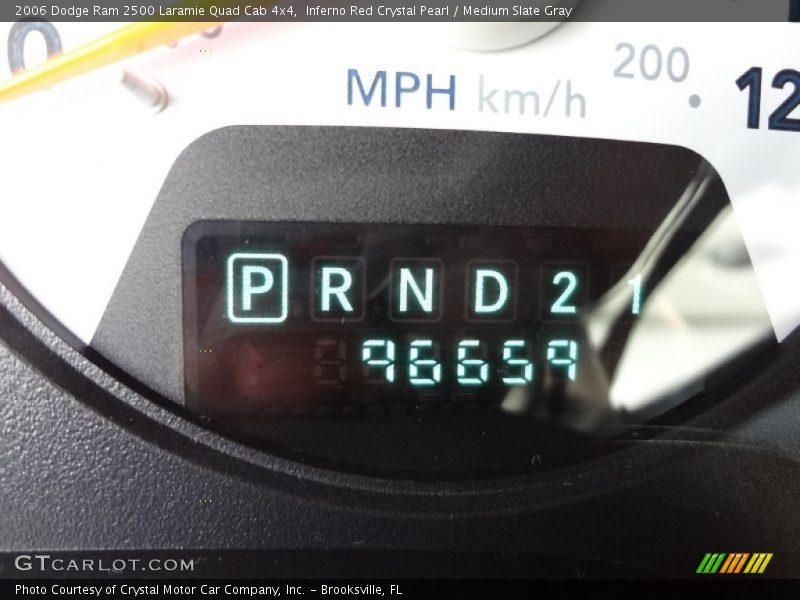 2006 Dodge Ram 2500 Laramie Quad Cab 4x4, Inferno Red Crystal Pearl / Medium Slate Gray
0
MPH km/h
200
12
P R N D 2 1
96659
GTCARLOT.COM
Photo Courtesy of Crystal Motor Car Company, Inc. – Brooksville, FL